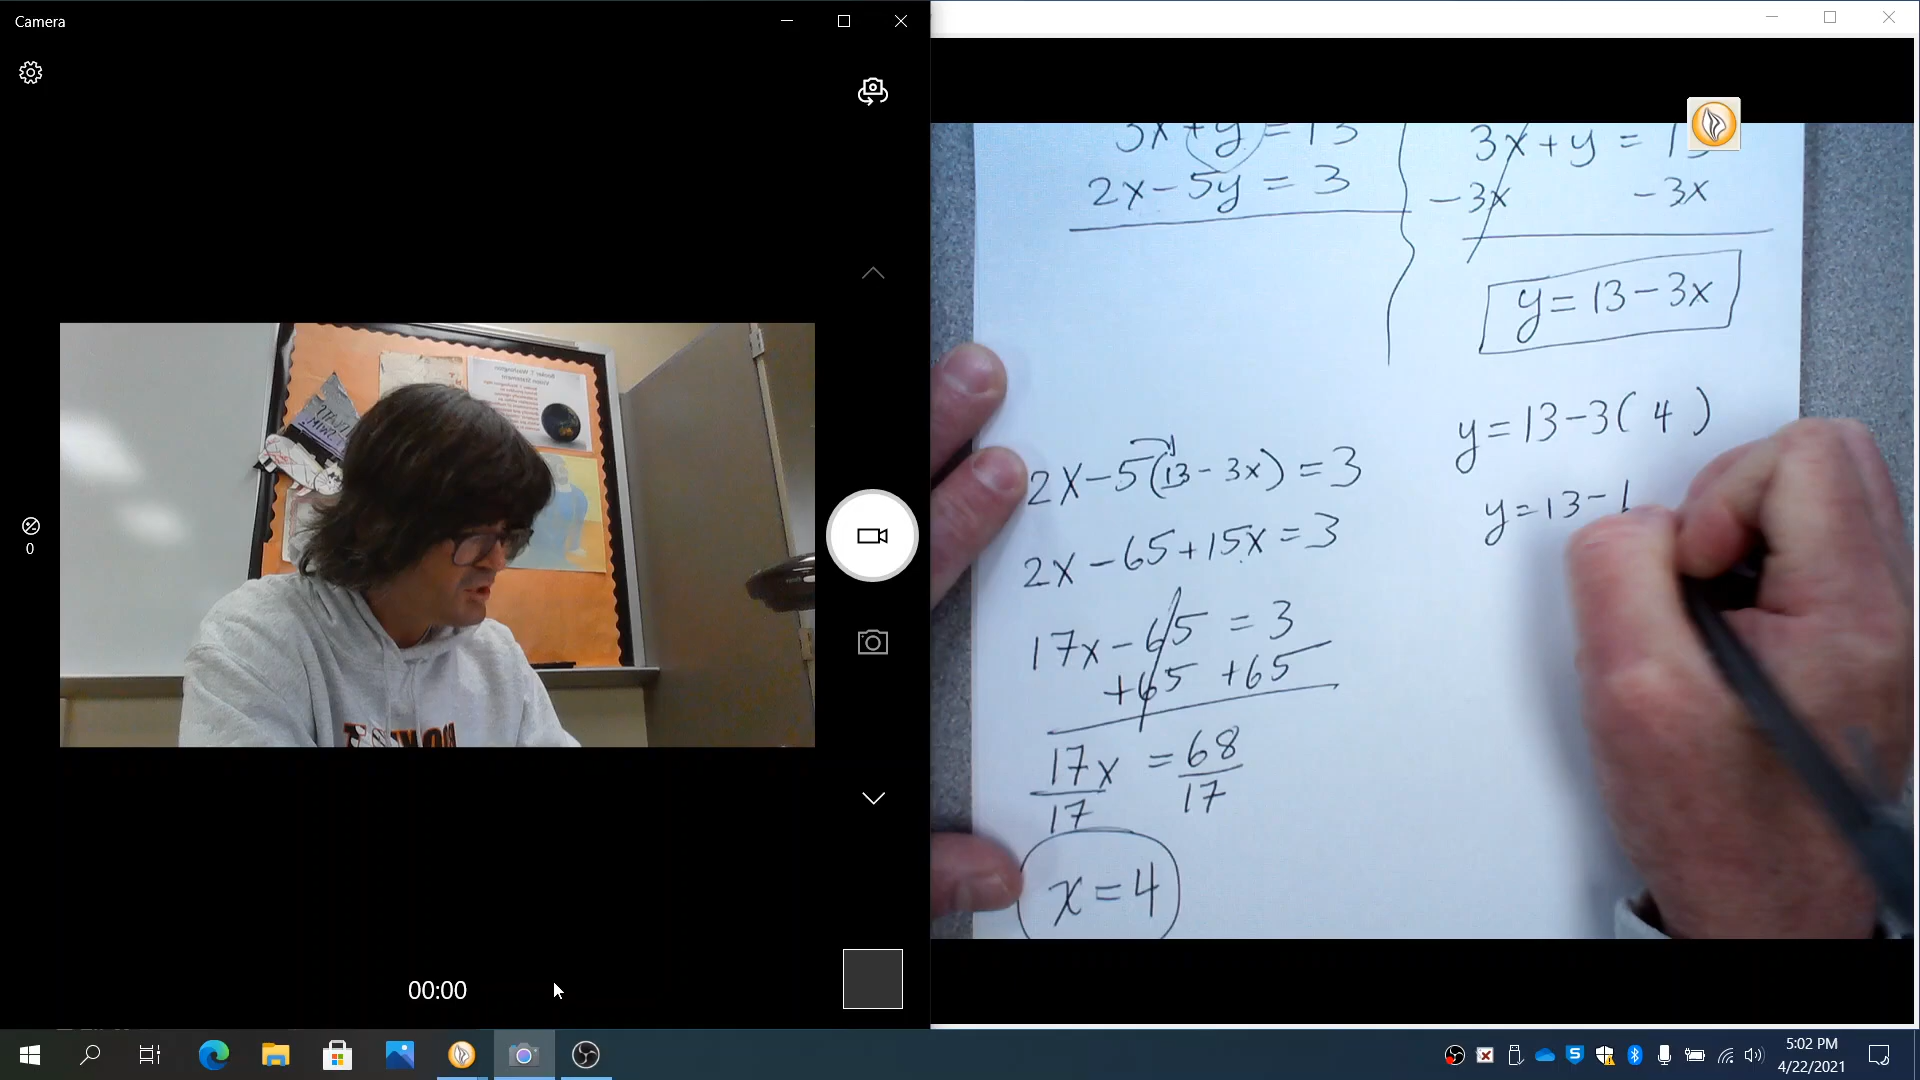 Camera
0
00:00
3x + y = 13
2x - 5y = 3
2x - 5(13 - 3x) = 3
2x - 65 + 15x = 3
17x - 65 = 3
+65 +65
17x = 68
17 17
x = 4
3x + y = 13
-3x -3x
y = 13 - 3x
y = 13 - 3( 4 )
y = 13 - 1
5:02 PM
4/22/2021